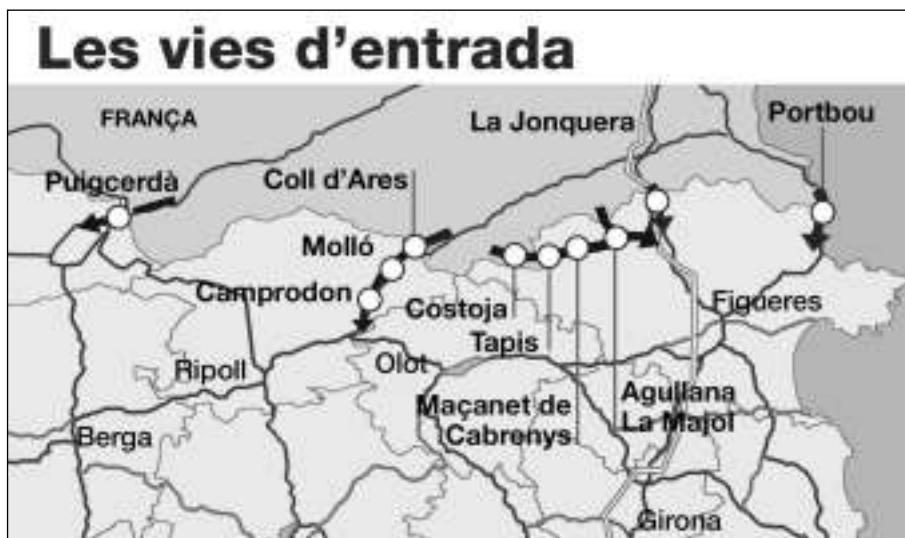 Les vies d'entrada
FRANÇA
La Jonquera
Portbou
Puigcerdà
Coll d'Ares
Molló
Camprodon
Costoja
Figueres
Tapis
Ripoll
Olot
Agullana
La Majol
Maçanet de
Cabrenys
Berga
Girona